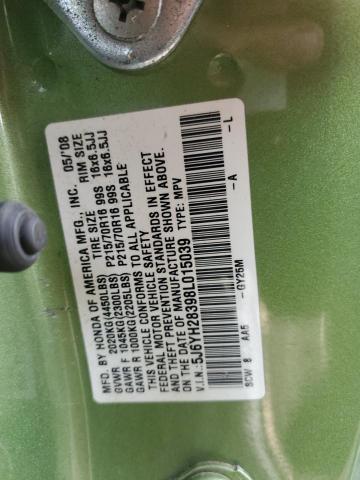 MFD. BY HONDA OF AMERICA MFG., INC. 05/'08
TIRE SIZE RIM SIZE
GVWR 2020KG(4450LBS)
GAWR F 1045KG(2300LBS) P215/70R16 99S 16x6.5JJ
GAWR R 1000KG(2205LBS) P215/70R16 99S 16x6.5JJ
THIS VEHICLE CONFORMS TO ALL APPLICABLE
FEDERAL MOTOR VEHICLE SAFETY
AND THEFT PREVENTION STANDARDS IN EFFECT
ON THE DATE OF MANUFACTURE SHOWN ABOVE.
V.I.N.: 5J6YH28398L015039 TYPE: MPV
SCW 8 AA5 -GY25M -A -L